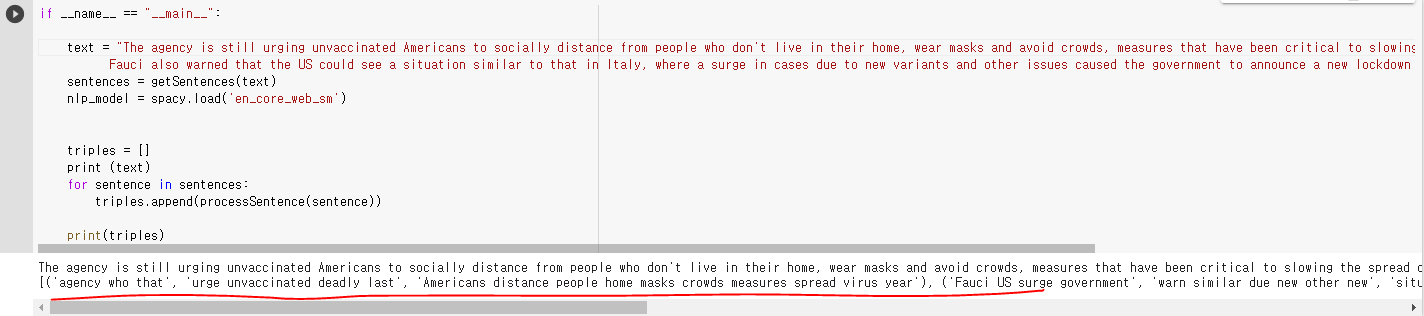 if __name__ == "__main__":
text = "The agency is still urging unvaccinated Americans to socially distance from people who don't live in their home, wear masks and avoid crowds, measures that have been critical to slowing
Fauci also warned that the US could see a situation similar to that in Italy, where a surge in cases due to new variants and other issues caused the government to announce a new lockdown
sentences = getSentences(text)
nlp_model = spacy.load('en_core_web_sm')
triples = []
print (text)
for sentence in sentences:
triples.append(processSentence(sentence))
print(triples)
The agency is still urging unvaccinated Americans to socially distance from people who don't live in their home, wear masks and avoid crowds, measures that have been critical to slowing the spread
[('agency who that', 'urge unvaccinated deadly last', 'Americans distance people home masks crowds measures spread virus year'), ('Fauci US surge government', 'warn similar due new other new', 'situ